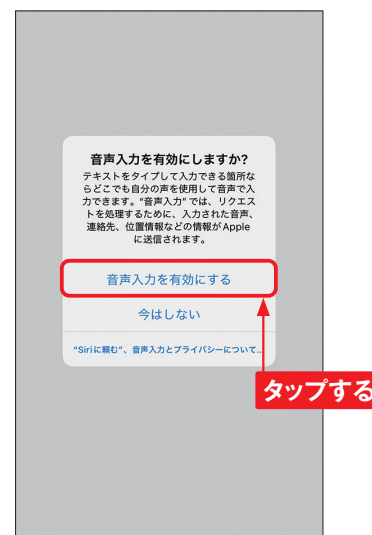 音声入力を有効にしますか?
テキストをタイプして入力できる箇所な
らどこでも自分の声を使用して音声で入
力できます。“音声入力”では、リクエス
トを処理するために、入力された音声、
連絡先、位置情報などの情報がApple
に送信されます。
音声入力を有効にする
今はしない
“Siriに頼む”、音声入力とプライバシーについて...
タップする